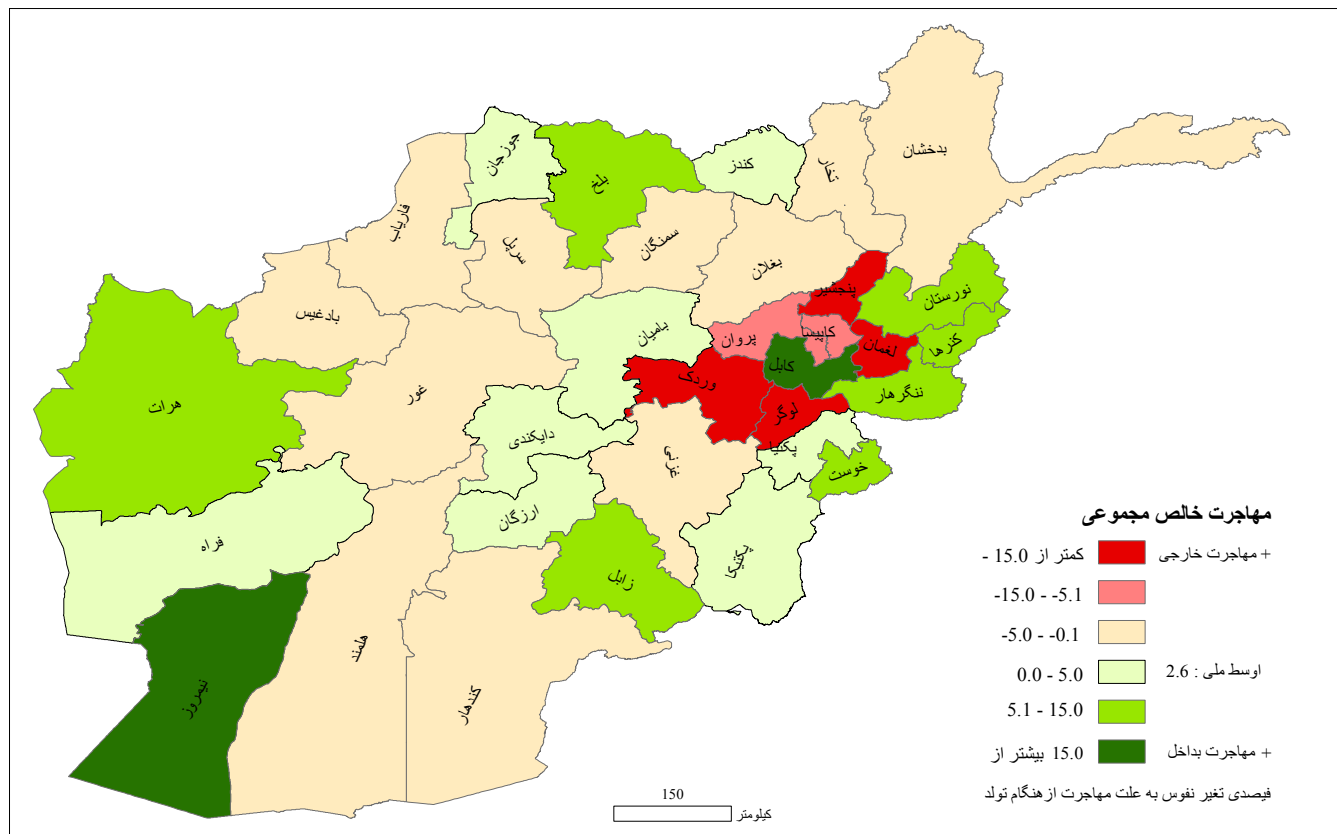 جوزجان
بلخ
کندز
تخار
بدخشان
فاریاب
سرپل
سمنگان
بغلان
پنجشیر
نورستان
بادغیس
بامیان
پروان
کاپیسا
لغمان
کنرها
کابل
وردک
ننگرهار
هرات
غور
لوگر
دایکندی
پکتیا
غزنی
خوست
ارزگان
فراه
پکتیکا
زابل
هلمند
نیمروز
کندهار
مهاجرت خالص مجموعی
+ مهاجرت خارجی کمتر از 15.0 -
-15.0 - -5.1
-5.0 - -0.1
اوسط ملی : 2.6 0.0 - 5.0
5.1 - 15.0
+ مهاجرت بداخل 15.0 بیشتر از
فیصدی تغیر نفوس به علت مهاجرت ازهنگام تولد
150
کیلومتر